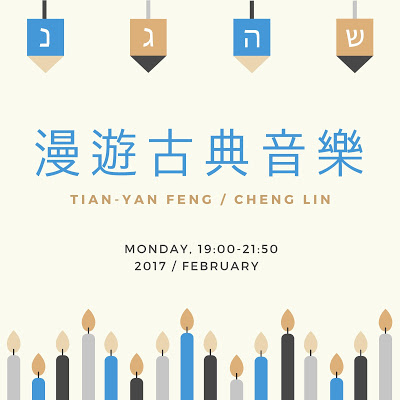 נ ג ה ש
漫遊古典音樂
TIAN-YAN FENG / CHENG LIN
MONDAY, 19:00-21:50
2017 / FEBRUARY